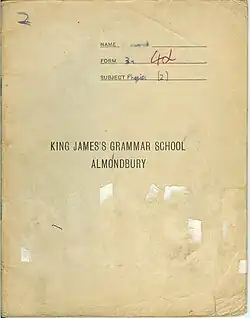 2
NAME
FORM 3a 4d
SUBJECT Physics (2)
KING JAMES'S GRAMMAR SCHOOL
ALMONDBURY